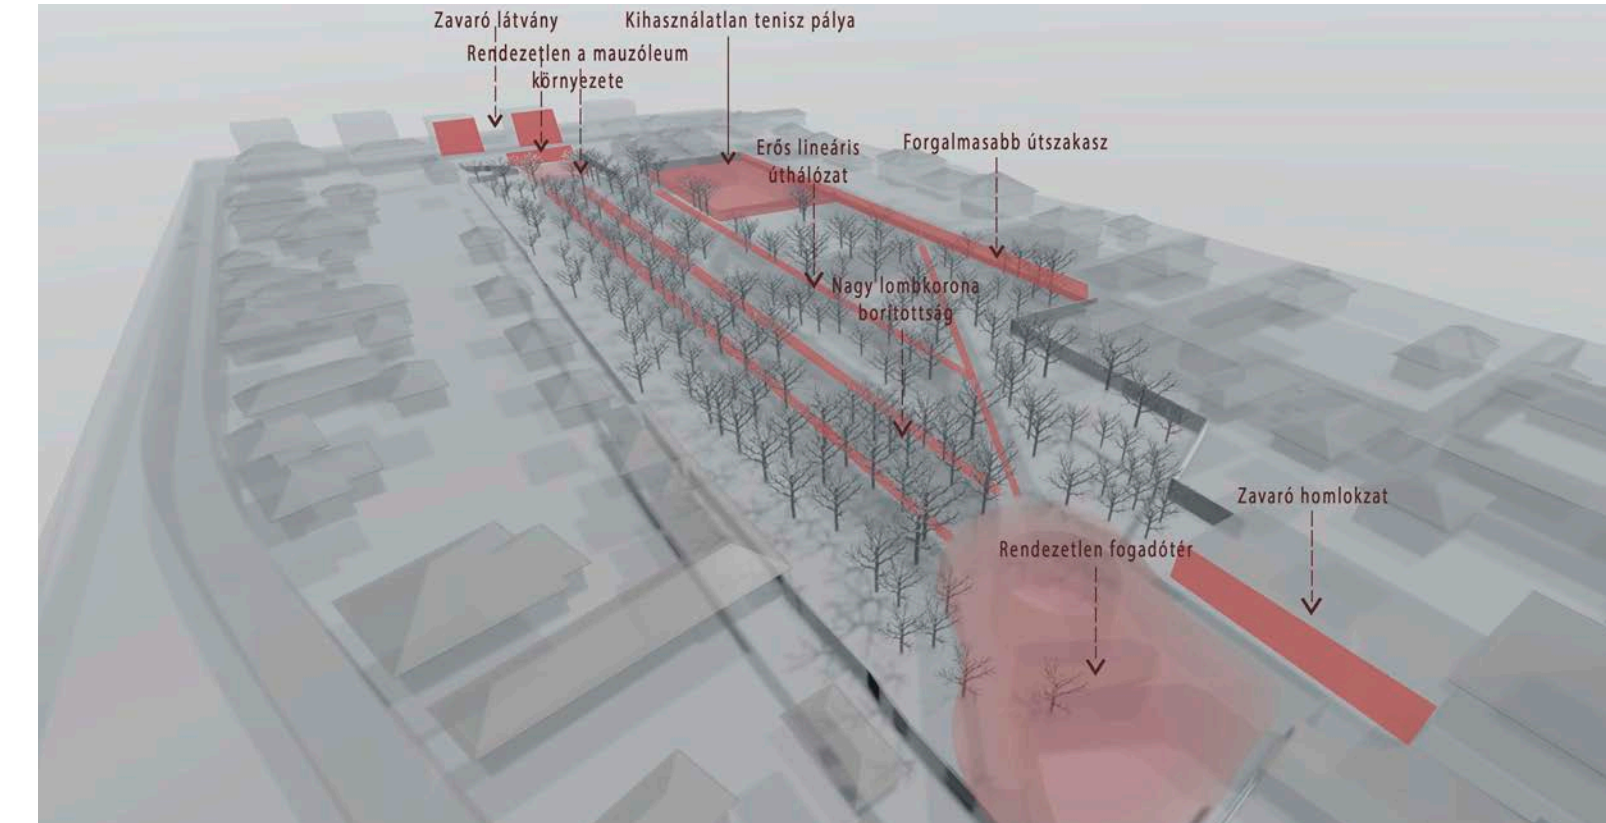 Zavaró látvány
Kihasználatlan tenisz pálya
Rendezetlen a mauzóleum
környezete
Erős lineáris
úthálózat
Forgalmasabb útszakasz
Nagy lombkorona
borítottság
Zavaró homlokzat
Rendezetlen fogadótér